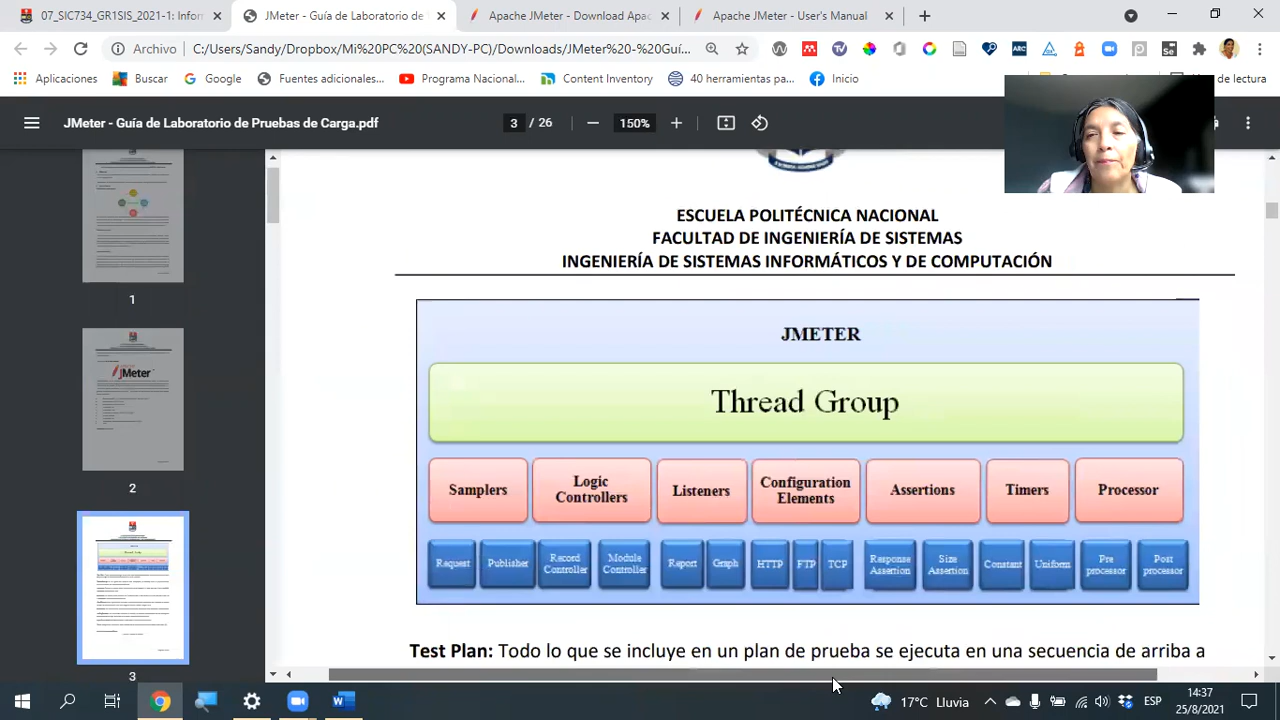 07_SIC734_GR1SIS_2021-1: Inform
JMeter - Guía de Laboratorio de
Apache JMeter - Download Apac
Apache JMeter - User's Manual
Archivo
C:/Users/Sandy/Dropbox/Mi%20PC%20(SANDY-PC)/Downloads/JMeter%20-%20Guí...
Aplicaciones
Buscar
Google
Fuentes adicionales...
Programa Nacional...
Content Inventory
40 herramientas pa...
Inicio
de lectura
JMeter - Guía de Laboratorio de Pruebas de Carga.pdf
3 / 26
150%
1
2
3
ESCUELA POLITÉCNICA NACIONAL
FACULTAD DE INGENIERÍA DE SISTEMAS
INGENIERÍA DE SISTEMAS INFORMÁTICOS Y DE COMPUTACIÓN
JMETER
Thread Group
Samplers
Logic
Controllers
Listeners
Configuration
Elements
Assertions
Timers
Processor
Request
Publisher
Record
Controller
Module
Controller
Report
Graph
HTTP
FTP
TCP
Response
Assertion
Size
Assertion
Constant
Uniform
Pre
processor
Post
processor
Test Plan: Todo lo que se incluye en un plan de prueba se ejecuta en una secuencia de arriba a
17°C Lluvia
ESP
14:37
25/8/2021